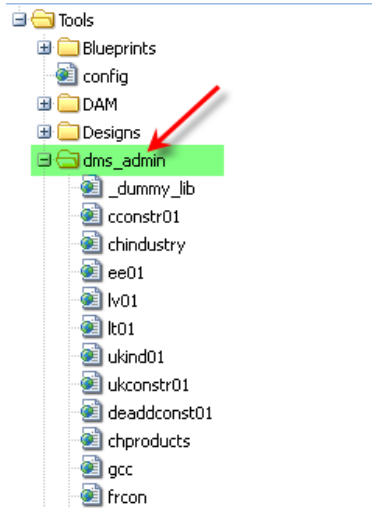 Tools
Blueprints
config
DAM
Designs
dms_admin
_dummy_lib
cconstr01
chindustry
ee01
lv01
lt01
ukind01
ukconstr01
deaddconst01
chproducts
gcc
frcon